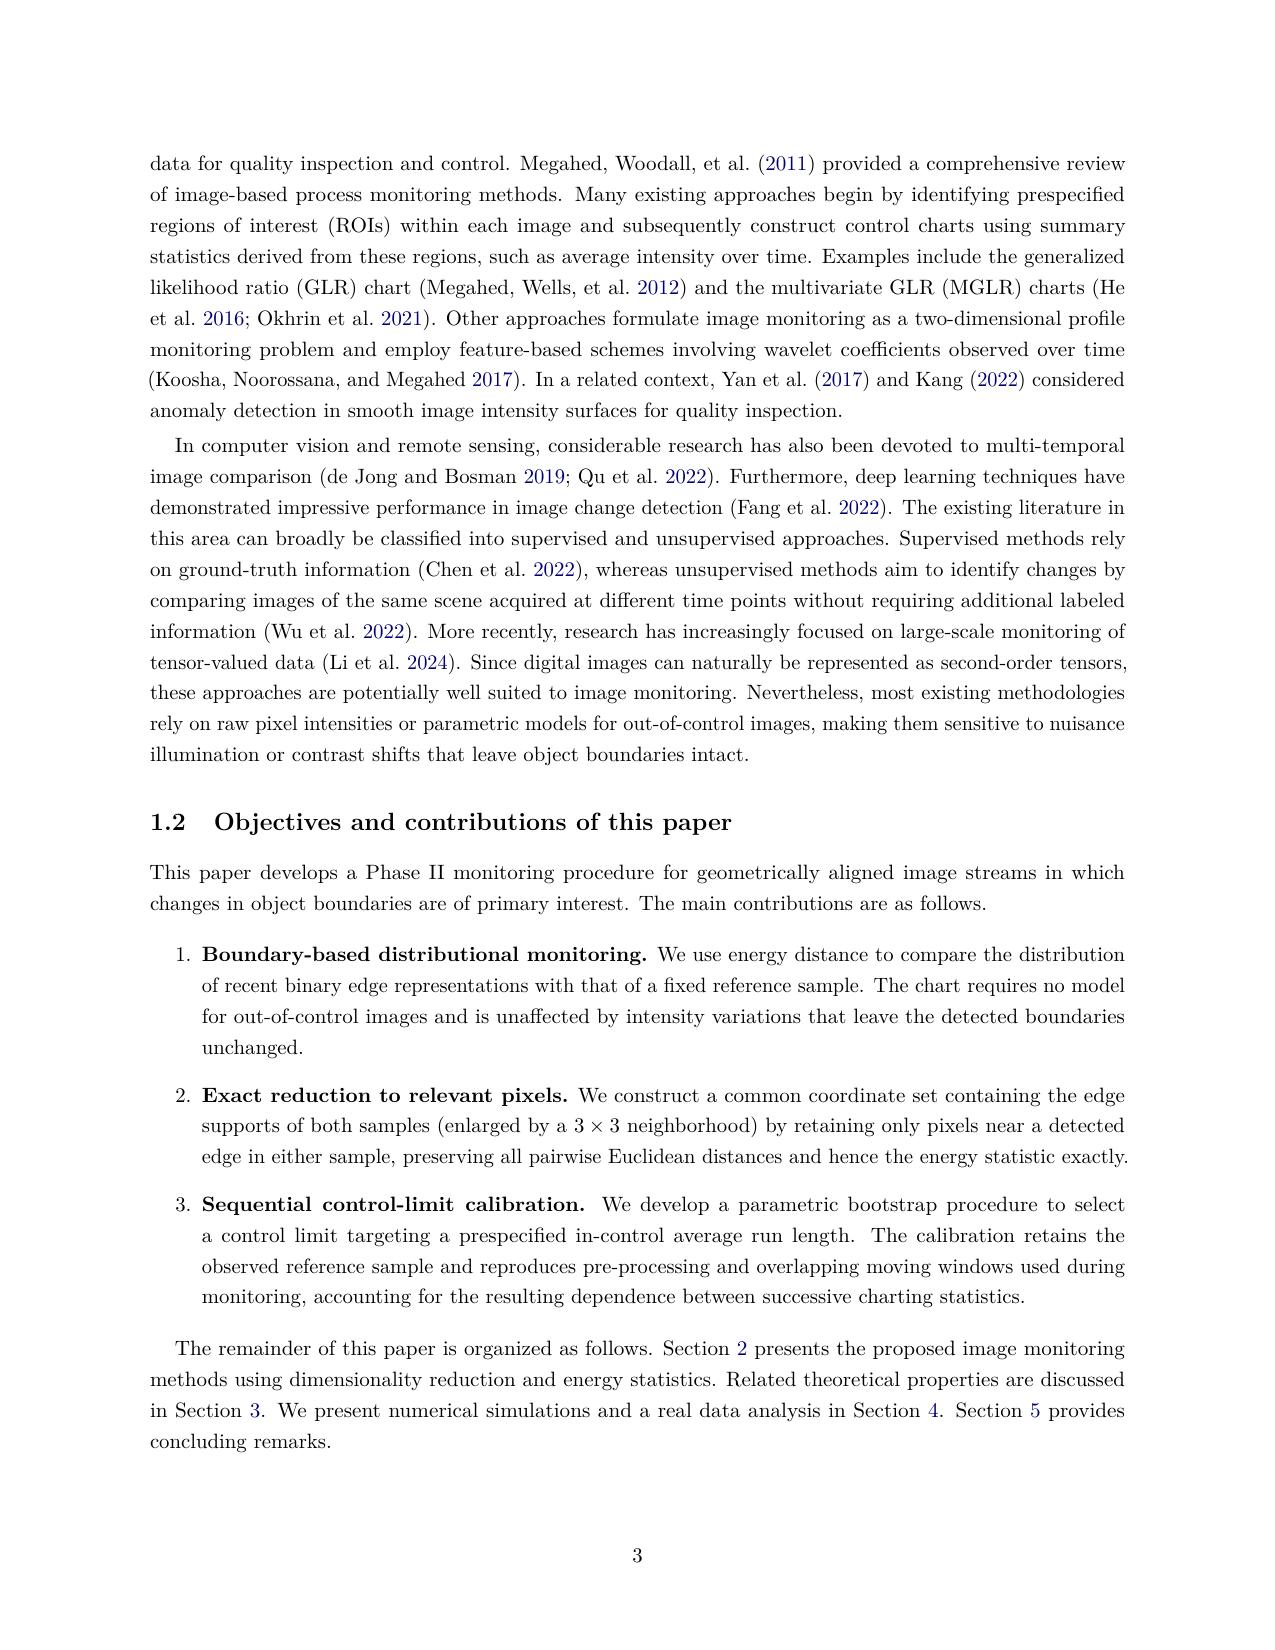 data for quality inspection and control. Megahed, Woodall, et al. (2011) provided a comprehensive review
of image-based process monitoring methods. Many existing approaches begin by identifying prespecified
regions of interest (ROIs) within each image and subsequently construct control charts using summary
statistics derived from these regions, such as average intensity over time. Examples include the generalized
likelihood ratio (GLR) chart (Megahed, Wells, et al. 2012) and the multivariate GLR (MGLR) charts (He
et al. 2016; Okhrin et al. 2021). Other approaches formulate image monitoring as a two-dimensional profile
monitoring problem and employ feature-based schemes involving wavelet coefficients observed over time
(Koosha, Noorossana, and Megahed 2017). In a related context, Yan et al. (2017) and Kang (2022) considered
anomaly detection in smooth image intensity surfaces for quality inspection.
In computer vision and remote sensing, considerable research has also been devoted to multi-temporal
image comparison (de Jong and Bosman 2019; Qu et al. 2022). Furthermore, deep learning techniques have
demonstrated impressive performance in image change detection (Fang et al. 2022). The existing literature in
this area can broadly be classified into supervised and unsupervised approaches. Supervised methods rely
on ground-truth information (Chen et al. 2022), whereas unsupervised methods aim to identify changes by
comparing images of the same scene acquired at different time points without requiring additional labeled
information (Wu et al. 2022). More recently, research has increasingly focused on large-scale monitoring of
tensor-valued data (Li et al. 2024). Since digital images can naturally be represented as second-order tensors,
these approaches are potentially well suited to image monitoring. Nevertheless, most existing methodologies
rely on raw pixel intensities or parametric models for out-of-control images, making them sensitive to nuisance
illumination or contrast shifts that leave object boundaries intact.
1.2 Objectives and contributions of this paper
This paper develops a Phase II monitoring procedure for geometrically aligned image streams in which
changes in object boundaries are of primary interest. The main contributions are as follows.
1. Boundary-based distributional monitoring. We use energy distance to compare the distribution
of recent binary edge representations with that of a fixed reference sample. The chart requires no model
for out-of-control images and is unaffected by intensity variations that leave the detected boundaries
unchanged.
2. Exact reduction to relevant pixels. We construct a common coordinate set containing the edge
supports of both samples (enlarged by a 3 × 3 neighborhood) by retaining only pixels near a detected
edge in either sample, preserving all pairwise Euclidean distances and hence the energy statistic exactly.
3. Sequential control-limit calibration. We develop a parametric bootstrap procedure to select
a control limit targeting a prespecified in-control average run length. The calibration retains the
observed reference sample and reproduces pre-processing and overlapping moving windows used during
monitoring, accounting for the resulting dependence between successive charting statistics.
The remainder of this paper is organized as follows. Section 2 presents the proposed image monitoring
methods using dimensionality reduction and energy statistics. Related theoretical properties are discussed
in Section 3. We present numerical simulations and a real data analysis in Section 4. Section 5 provides
concluding remarks.
3